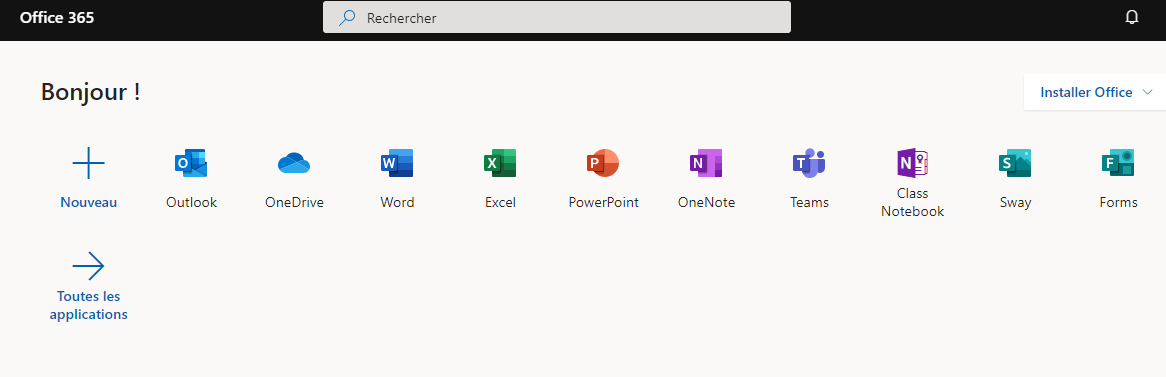 Office 365
Rechercher
Bonjour !
Installer Office
Nouveau
Outlook
OneDrive
Word
Excel
PowerPoint
OneNote
Teams
Class
Notebook
Sway
Forms
Toutes les
applications